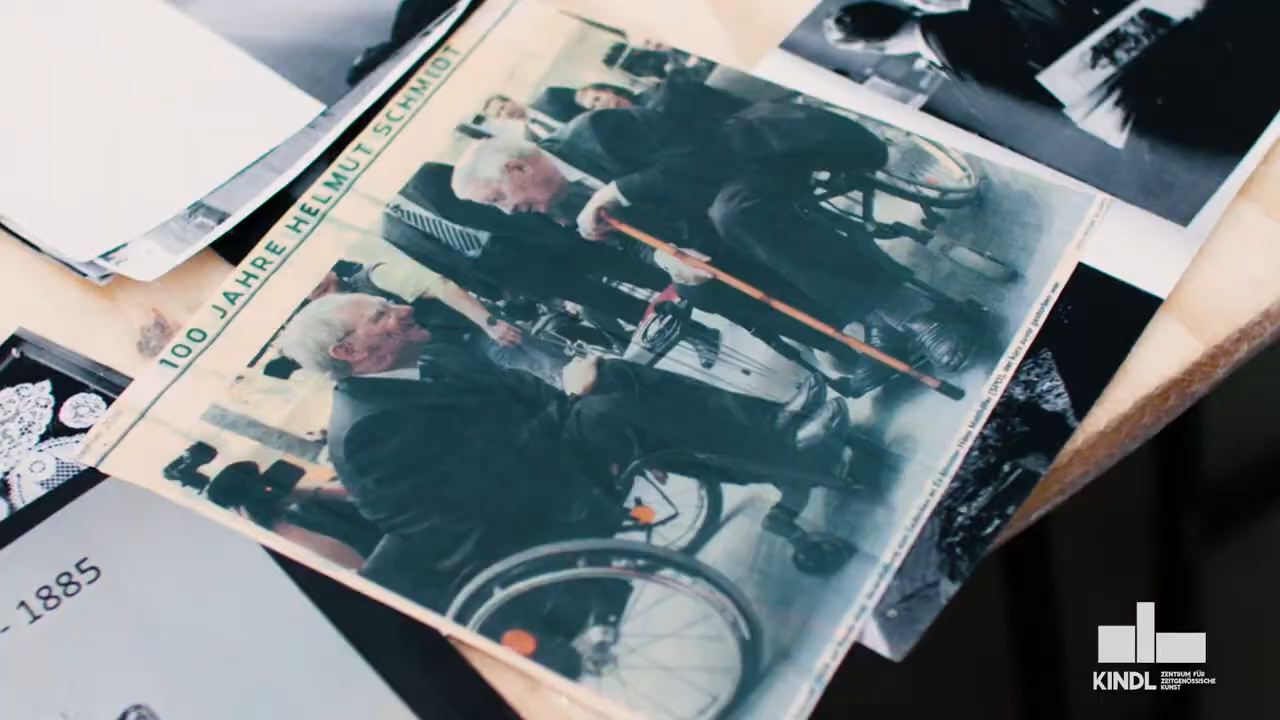 100 JAHRE HELMUT SCHMIDT
- 1885
KINDL
ZENTRUM FÜR
ZEITGENÖSSISCHE
KUNST